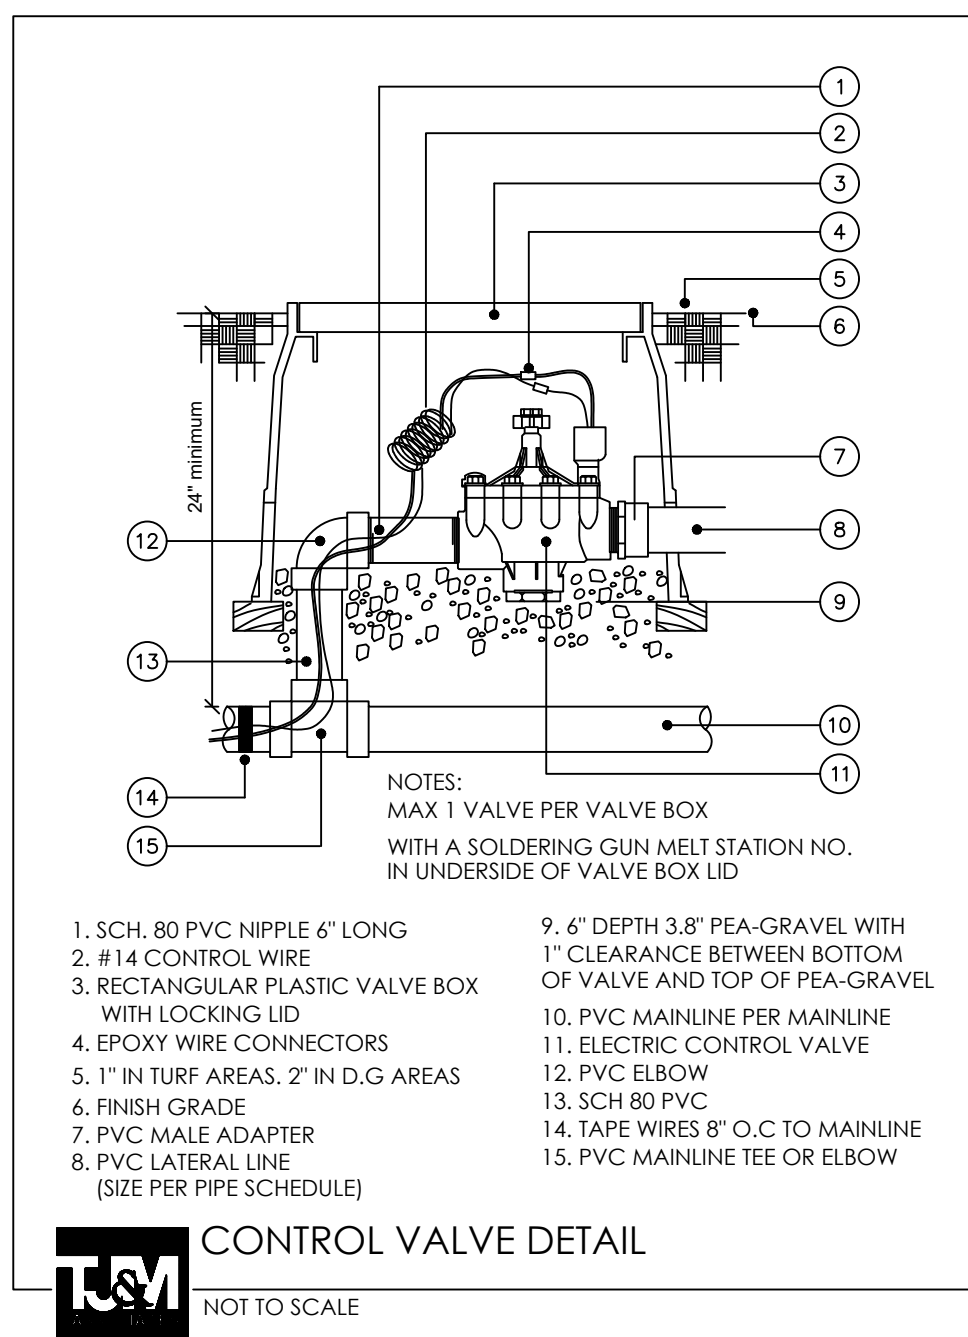 1
2
3
4
5
6
7
8
9
10
11
12
13
14
15
24" minimum
NOTES:
MAX 1 VALVE PER VALVE BOX
WITH A SOLDERING GUN MELT STATION NO.
IN UNDERSIDE OF VALVE BOX LID
1. SCH. 80 PVC NIPPLE 6" LONG
2. #14 CONTROL WIRE
3. RECTANGULAR PLASTIC VALVE BOX
WITH LOCKING LID
4. EPOXY WIRE CONNECTORS
5. 1" IN TURF AREAS. 2" IN D.G AREAS
6. FINISH GRADE
7. PVC MALE ADAPTER
8. PVC LATERAL LINE
(SIZE PER PIPE SCHEDULE)
9. 6" DEPTH 3.8" PEA-GRAVEL WITH
1" CLEARANCE BETWEEN BOTTOM
OF VALVE AND TOP OF PEA-GRAVEL
10. PVC MAINLINE PER MAINLINE
11. ELECTRIC CONTROL VALVE
12. PVC ELBOW
13. SCH 80 PVC
14. TAPE WIRES 8" O.C TO MAINLINE
15. PVC MAINLINE TEE OR ELBOW
CONTROL VALVE DETAIL
TJ&M
NOT TO SCALE